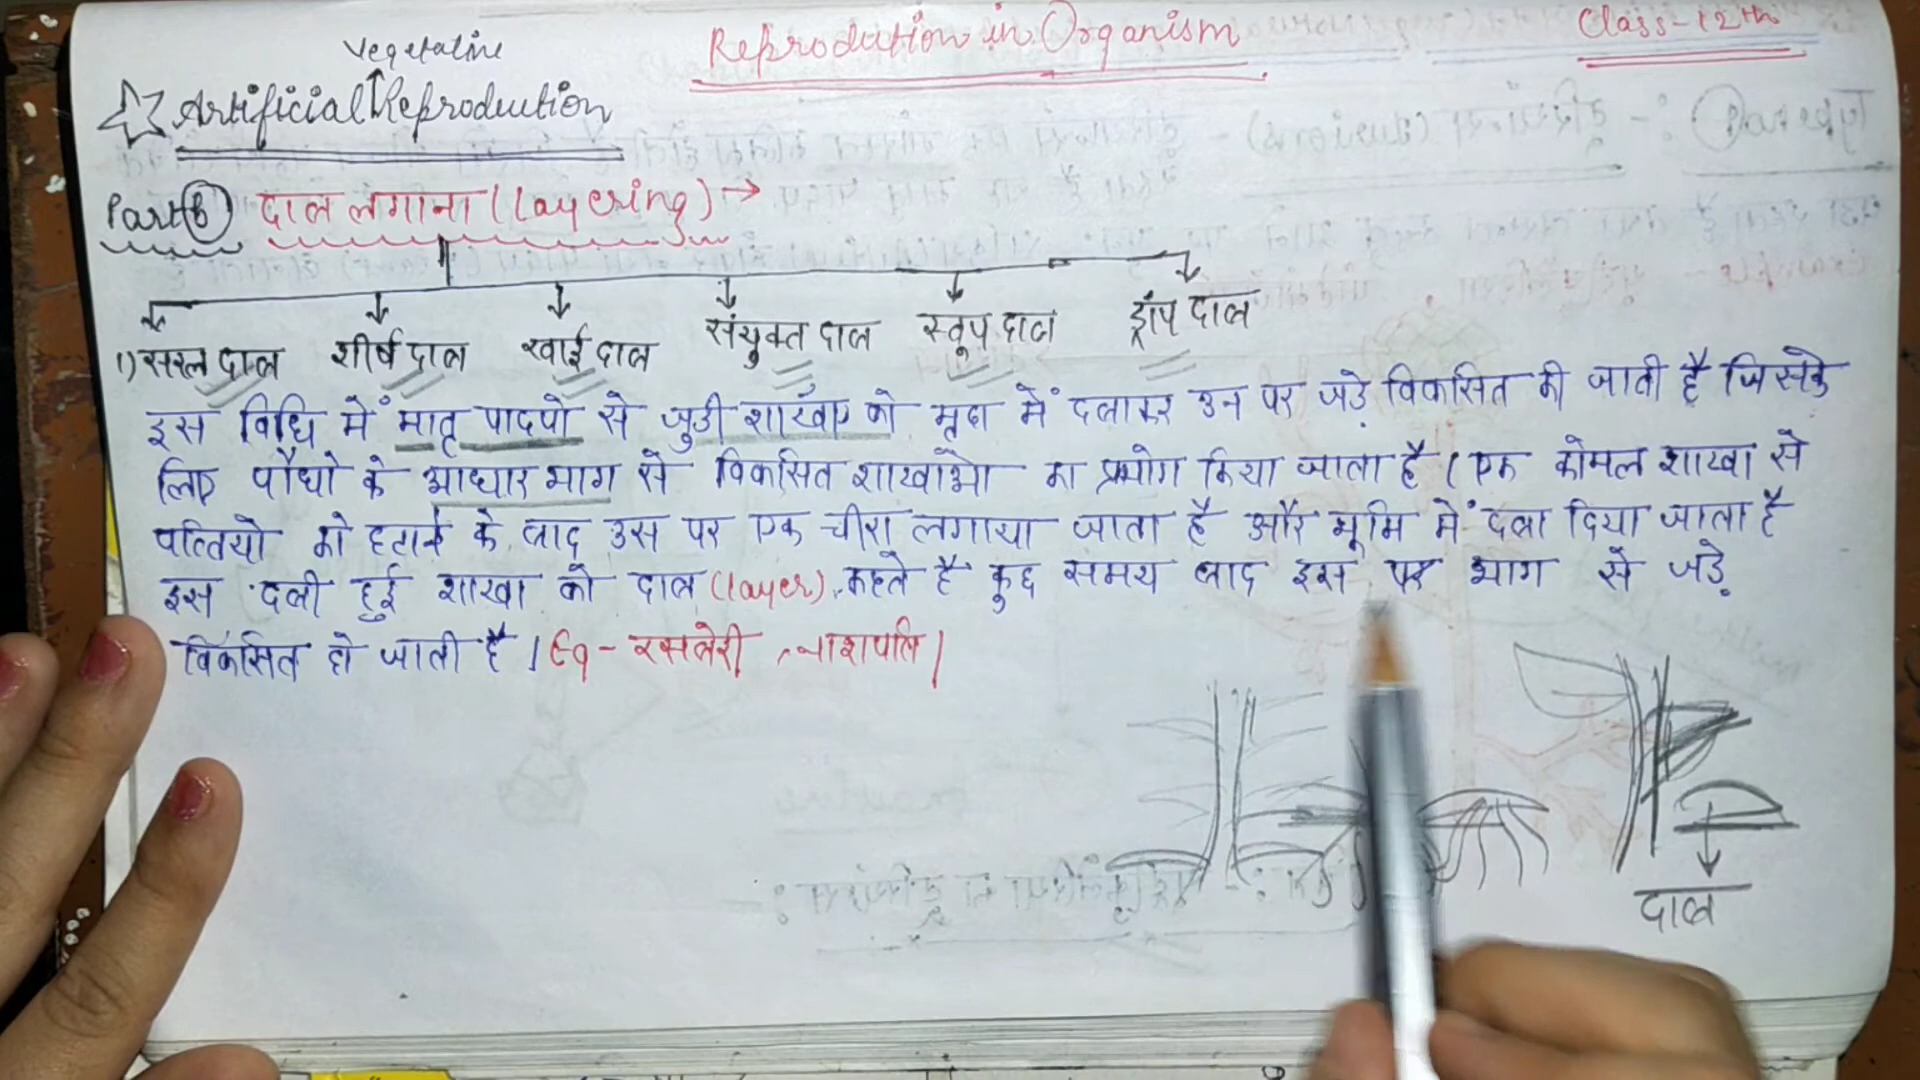 Reproduction in Organism
Class-12th
Vegetative
Artificial Reproduction
Part-6 दाब लगाना (layering) →
1) सरल दाब शीर्ष दाब खाई दाब संयुक्त दाब स्तूप दाब ड्रॉप दाब
इस विधि में मातृ पादपो से जुडी शाखाए को मृदा में दबाकर उन पर जड़े विकसित की जाती है जिसके
लिए पौधो के आधार भाग से विकसित शाखाओ का प्रयोग किया जाता है। एक कोमल शाखा से
पत्तियो को हटाने के बाद उस पर एक चीरा लगाया जाता है और भूमि में दबा दिया जाता है
इस दबी हुई शाखा को दाब (layer) कहते है कुछ समय बाद इस भाग से जड़े
विकसित हो जाती है। Eg - रसबेरी, नाशपति।
दाब